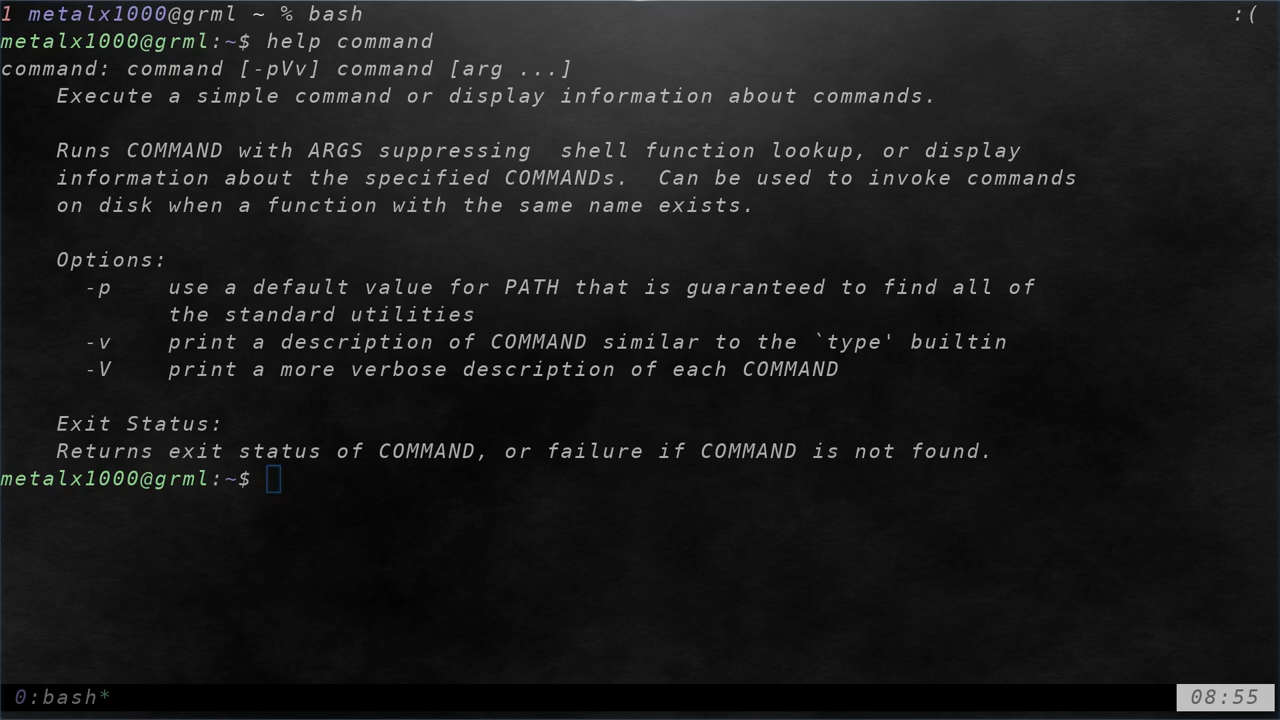 1 metalx1000@grml ~ % bash :(
metalx1000@grml:~$ help command
command: command [-pVv] command [arg ...]
    Execute a simple command or display information about commands.

    Runs COMMAND with ARGS suppressing  shell function lookup, or display
    information about the specified COMMANDs.  Can be used to invoke commands
    on disk when a function with the same name exists.

    Options:
      -p    use a default value for PATH that is guaranteed to find all of
            the standard utilities
      -v    print a description of COMMAND similar to the `type' builtin
      -V    print a more verbose description of each COMMAND

    Exit Status:
    Returns exit status of COMMAND, or failure if COMMAND is not found.
metalx1000@grml:~$
0:bash* 08:55